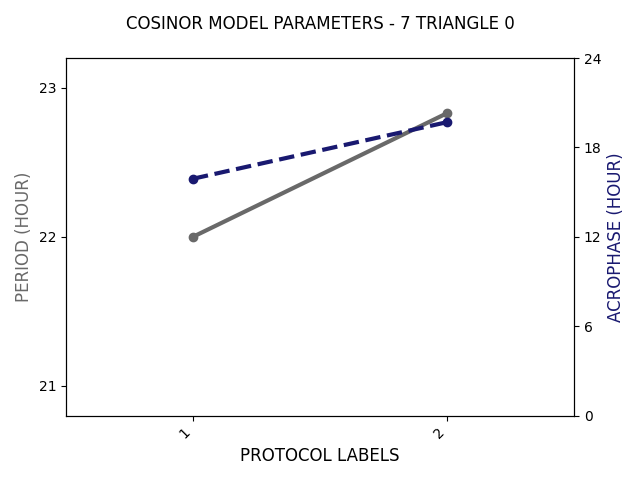 COSINOR MODEL PARAMETERS - 7 TRIANGLE 0
23
22
21
PERIOD (HOUR)
24
18
12
6
0
ACROPHASE (HOUR)
1
2
PROTOCOL LABELS